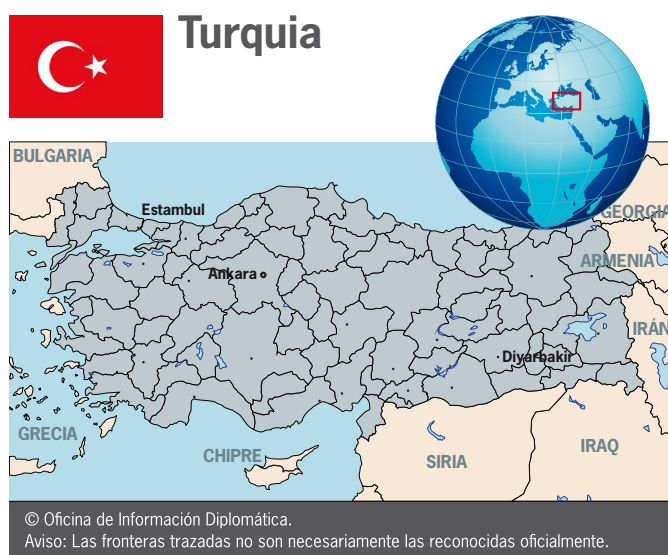 Turquia
BULGARIA
Estambul
GEORGIA
Ankara
ARMENIA
IRÁN
Diyarbakir
GRECIA
CHIPRE
SIRIA
IRAQ
© Oficina de Información Diplomática.
Aviso: Las fronteras trazadas no son necesariamente las reconocidas oficialmente.